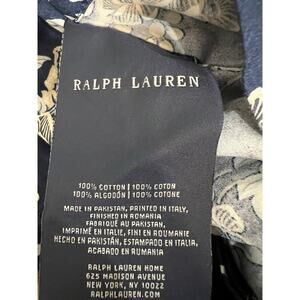 RALPH LAUREN
100% COTTON | 100% COTON
100% ALGODÓN | 100% COTONE
MADE IN PAKISTAN, PRINTED IN ITALY,
FINISHED IN ROMANIA
FABRIQUÉ AU PAKISTAN,
IMPRIMÉ EN ITALIE, FINI EN ROUMANIE
HECHO EN PAKISTÁN, ESTAMPADO EN ITALIA,
ACABADO EN RUMANIA
RALPH LAUREN HOME
625 MADISON AVENUE
NEW YORK, NY 10022
RALPHLAUREN.COM